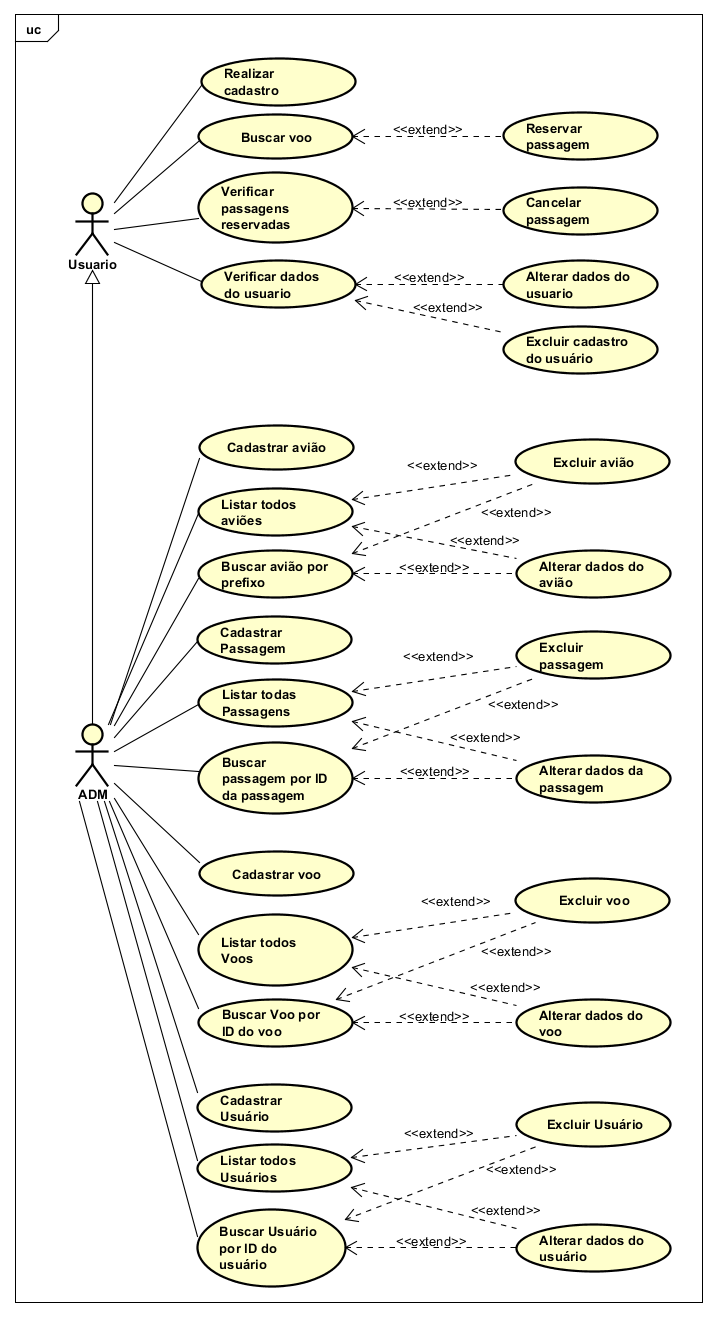 uc
Realizar
cadastro
Buscar voo
<<extend>>
Reservar
passagem
Verificar
passagens
reservadas
<<extend>>
Cancelar
passagem
Usuario
Verificar dados
do usuario
<<extend>>
Alterar dados do
usuario
<<extend>>
Excluir cadastro
do usuário
Cadastrar avião
<<extend>>
Excluir avião
Listar todos
aviões
<<extend>>
<<extend>>
Buscar avião por
prefixo
<<extend>>
Alterar dados do
avião
Cadastrar
Passagem
<<extend>>
Excluir
passagem
Listar todas
Passagens
<<extend>>
<<extend>>
Buscar
passagem por ID
da passagem
<<extend>>
Alterar dados da
passagem
ADM
Cadastrar voo
<<extend>>
Excluir voo
Listar todos
Voos
<<extend>>
<<extend>>
Buscar Voo por
ID do voo
<<extend>>
Alterar dados do
voo
Cadastrar
Usuário
<<extend>>
Excluir Usuário
Listar todos
Usuários
<<extend>>
<<extend>>
Buscar Usuário
por ID do
usuário
<<extend>>
Alterar dados do
usuário